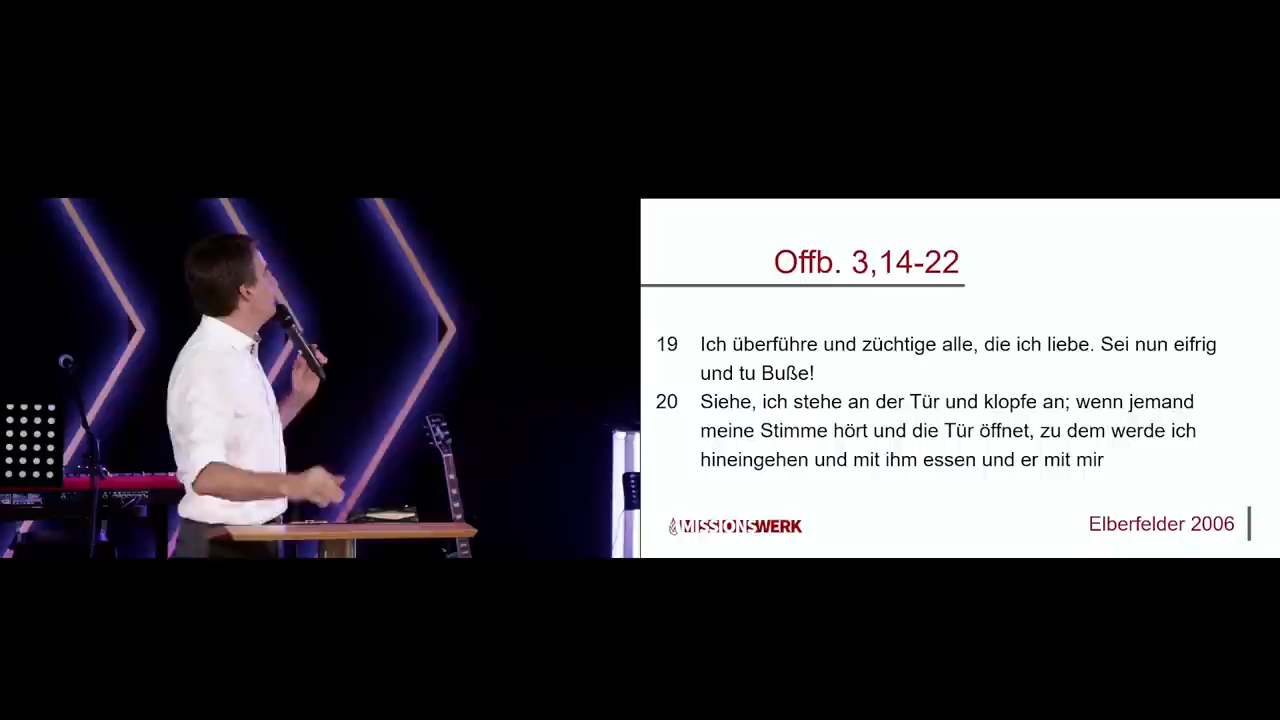 Offb. 3,14-22
19 Ich überführe und züchtige alle, die ich liebe. Sei nun eifrig
und tu Buße!
20 Siehe, ich stehe an der Tür und klopfe an; wenn jemand
meine Stimme hört und die Tür öffnet, zu dem werde ich
hineingehen und mit ihm essen und er mit mir
MISSIONSWERK
Elberfelder 2006